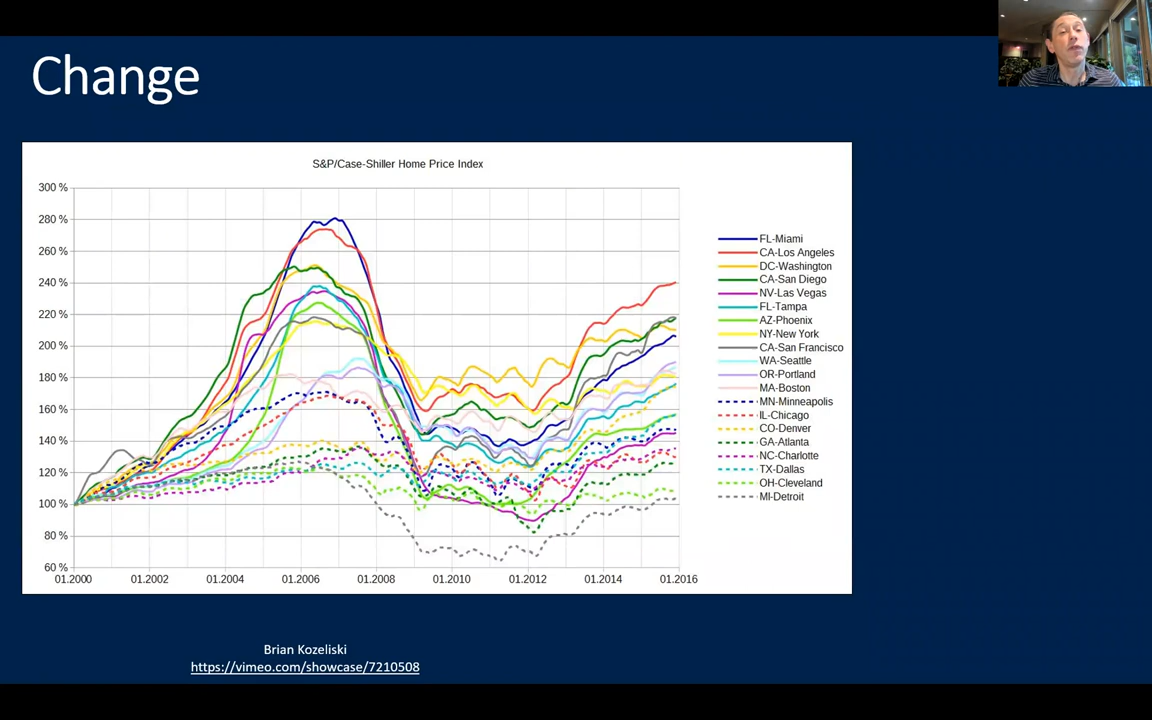 Change
S&P/Case-Shiller Home Price Index
300 %
280 %
260 %
240 %
220 %
200 %
180 %
160 %
140 %
120 %
100 %
80 %
60 %
01.2000 01.2002 01.2004 01.2006 01.2008 01.2010 01.2012 01.2014 01.2016
FL-Miami
CA-Los Angeles
DC-Washington
CA-San Diego
NV-Las Vegas
FL-Tampa
AZ-Phoenix
NY-New York
CA-San Francisco
WA-Seattle
OR-Portland
MA-Boston
MN-Minneapolis
IL-Chicago
CO-Denver
GA-Atlanta
NC-Charlotte
TX-Dallas
OH-Cleveland
MI-Detroit
Brian Kozeliski
https://vimeo.com/showcase/7210508